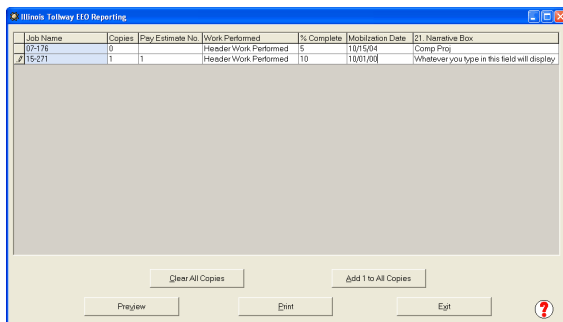 Illinois Tollway EEO Reporting
Job Name Copies Pay Estimate No. Work Performed % Complete Mobilzation Date 21. Narrative Box
07-176 0 Header Work Performed 5 10/15/04 Comp Proj
15-271 1 1 Header Work Performed 10 10/01/00 Whatever you type in this field will display
Clear All Copies Add 1 to All Copies
Preview Print Exit ?